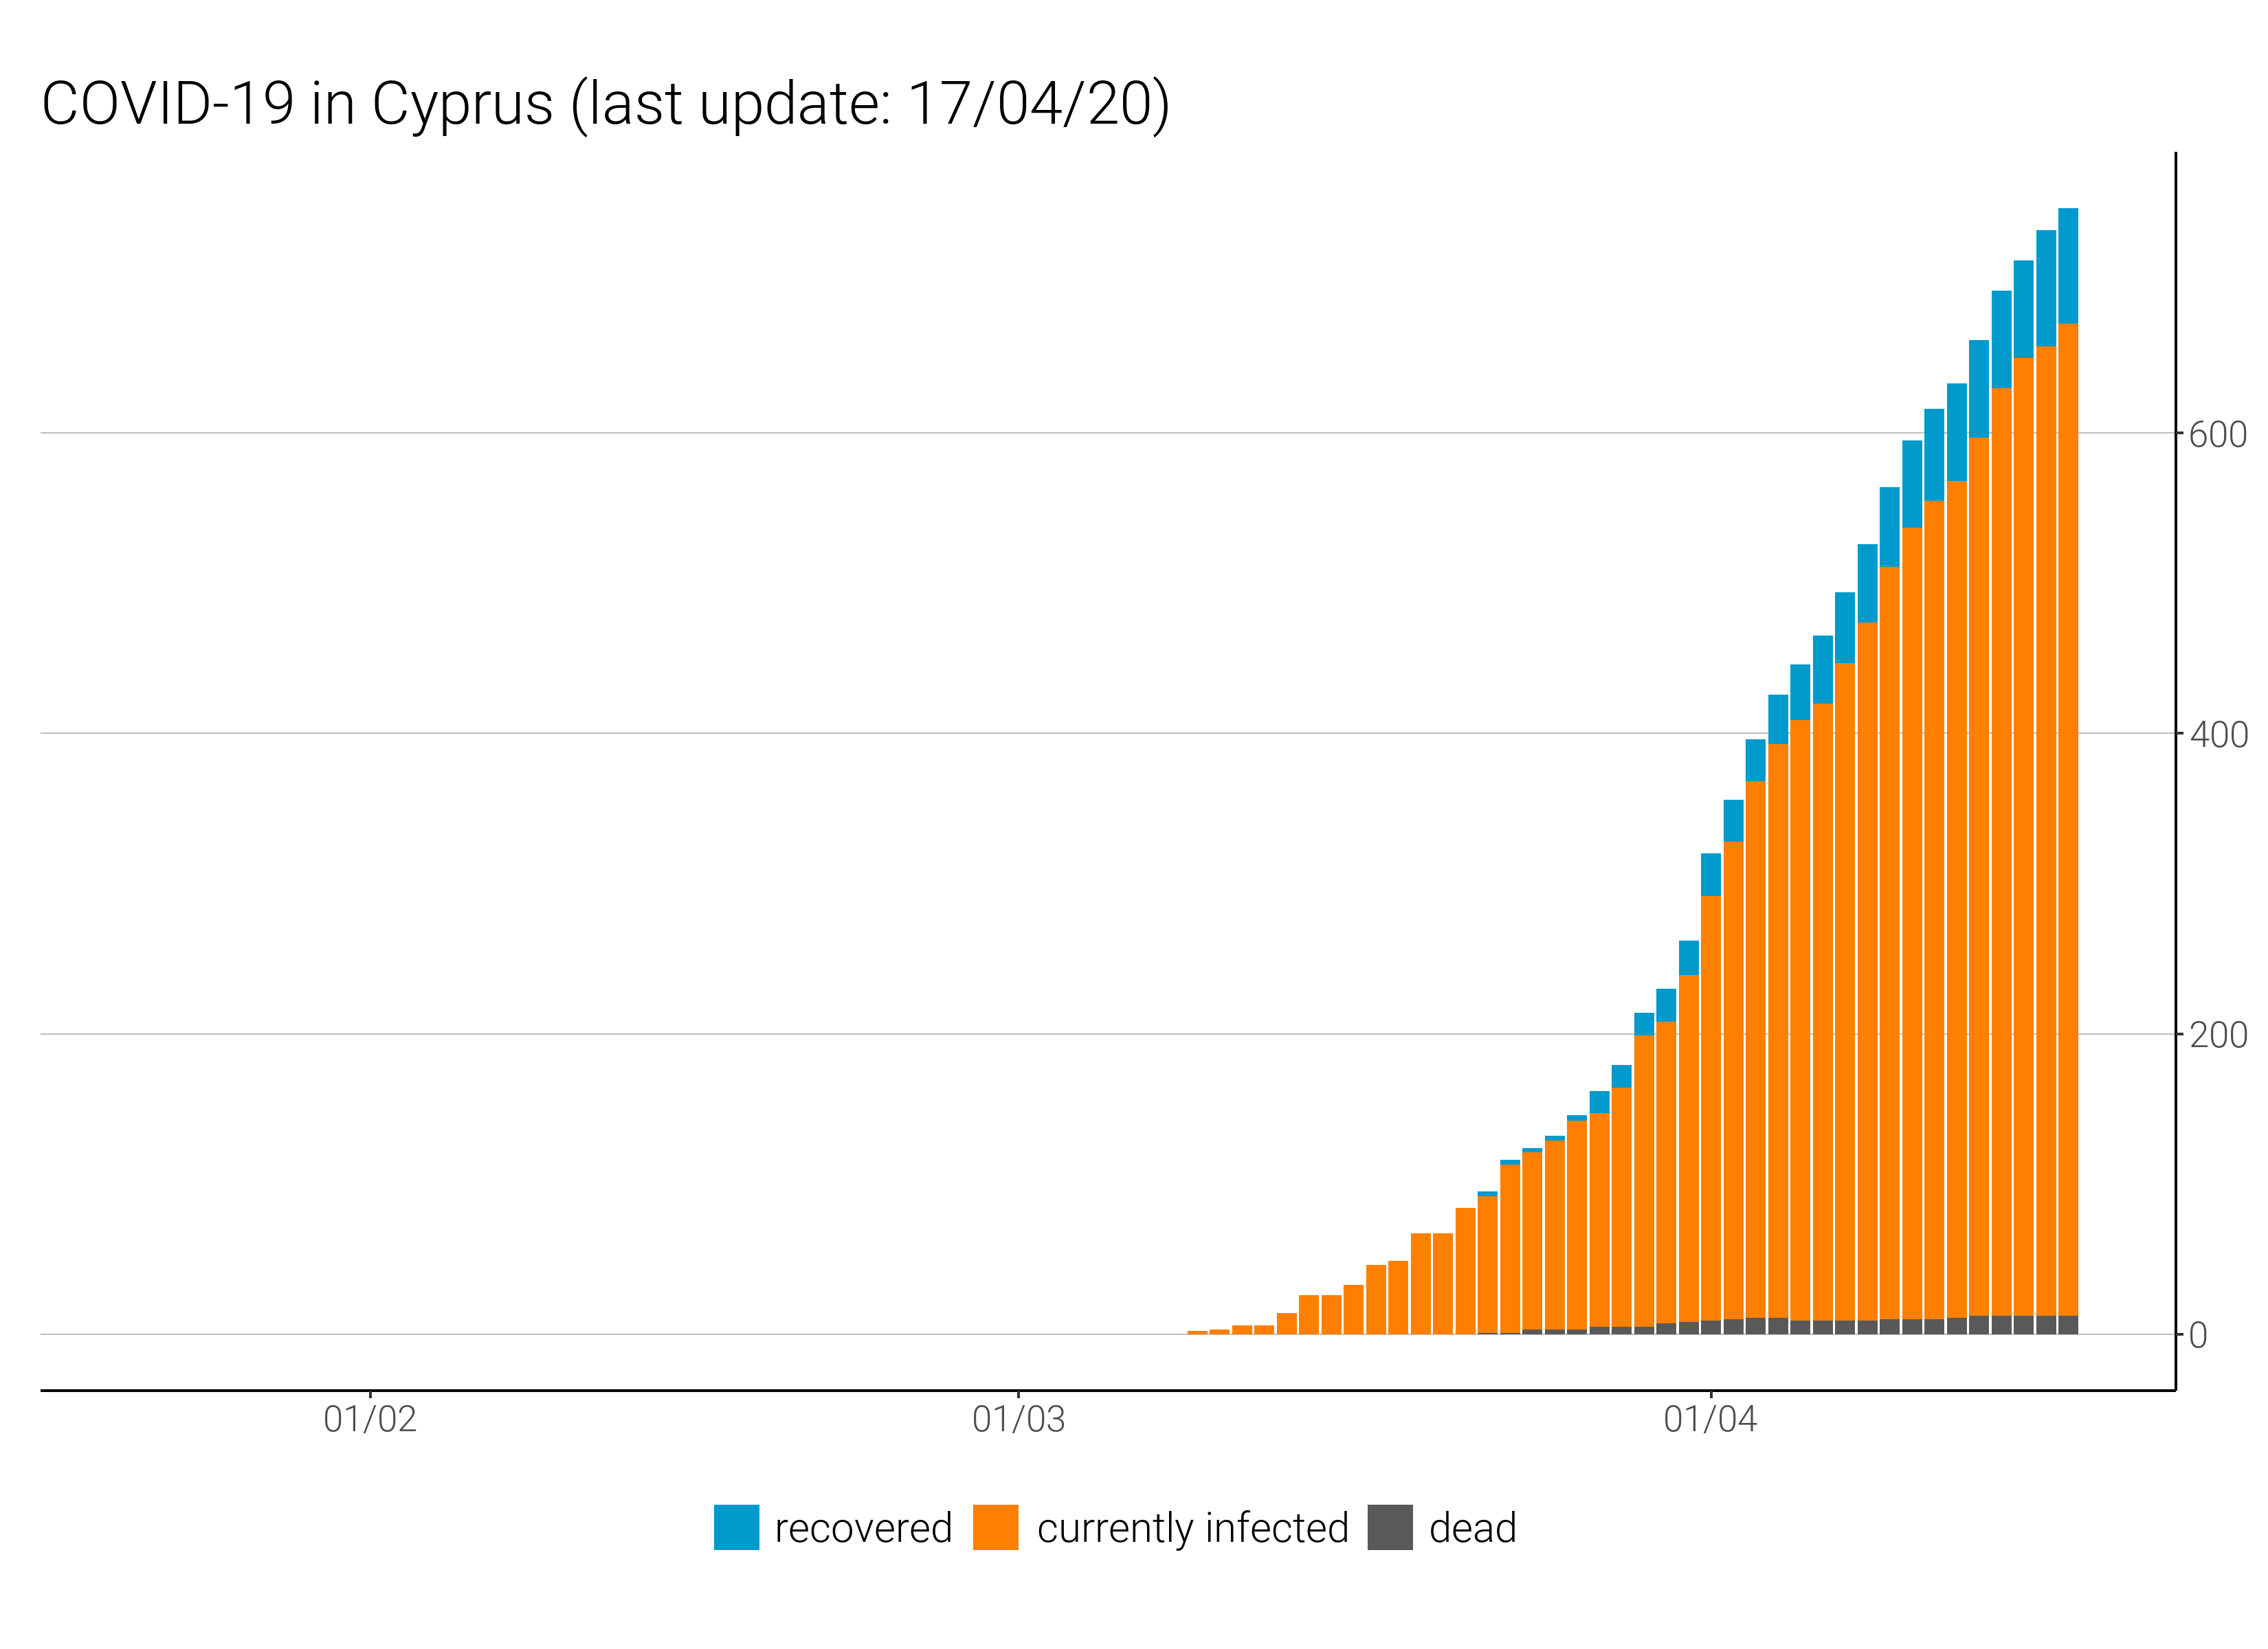 COVID-19 in Cyprus (last update: 17/04/20)
600
400
200
0
01/02 01/03 01/04
recovered currently infected dead